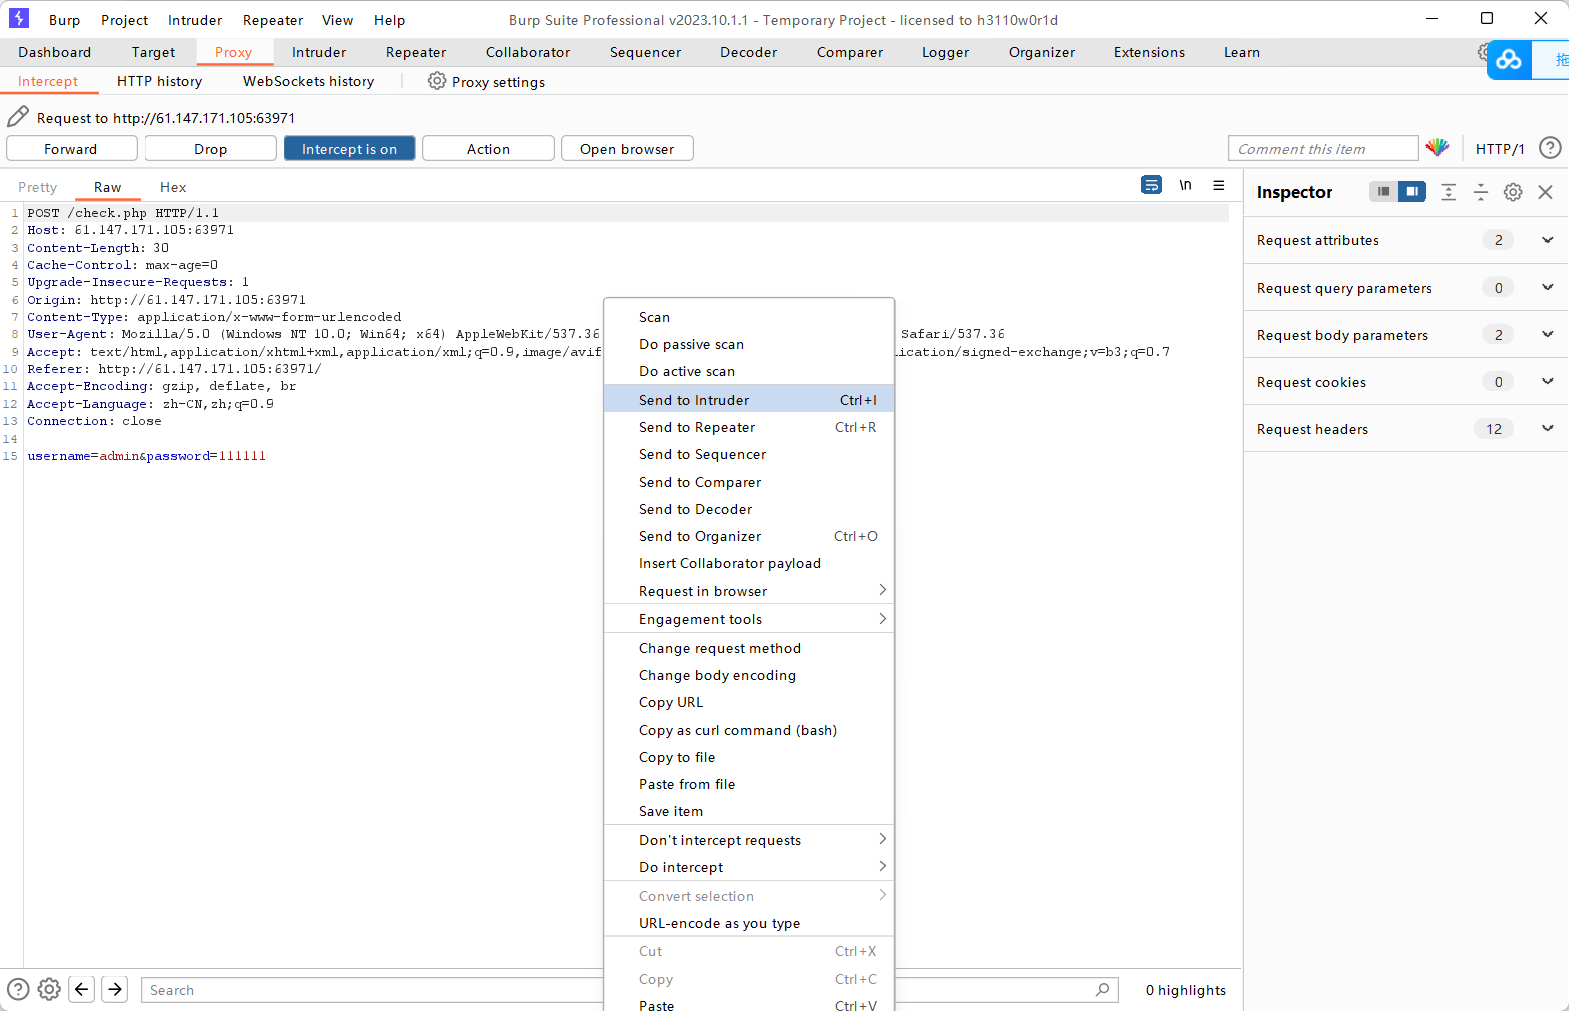 Burp Project Intruder Repeater View Help
Burp Suite Professional v2023.10.1.1 - Temporary Project - licensed to h3110w0r1d
Dashboard Target Proxy Intruder Repeater Collaborator Sequencer Decoder Comparer Logger Organizer Extensions Learn
拖
Intercept HTTP history WebSockets history Proxy settings
Request to http://61.147.171.105:63971
Forward Drop Intercept is on Action Open browser
Comment this item HTTP/1 ?
Pretty Raw Hex
\n
1 POST /check.php HTTP/1.1
2 Host: 61.147.171.105:63971
3 Content-Length: 30
4 Cache-Control: max-age=0
5 Upgrade-Insecure-Requests: 1
6 Origin: http://61.147.171.105:63971
7 Content-Type: application/x-www-form-urlencoded
8 User-Agent: Mozilla/5.0 (Windows NT 10.0; Win64; x64) AppleWebKit/537.36 Safari/537.36
9 Accept: text/html,application/xhtml+xml,application/xml;q=0.9,image/avif lication/signed-exchange;v=b3;q=0.7
10 Referer: http://61.147.171.105:63971/
11 Accept-Encoding: gzip, deflate, br
12 Accept-Language: zh-CN,zh;q=0.9
13 Connection: close
14
15 username=admin&password=111111
Scan
Do passive scan
Do active scan
Send to Intruder Ctrl+I
Send to Repeater Ctrl+R
Send to Sequencer
Send to Comparer
Send to Decoder
Send to Organizer Ctrl+O
Insert Collaborator payload
Request in browser
Engagement tools
Change request method
Change body encoding
Copy URL
Copy as curl command (bash)
Copy to file
Paste from file
Save item
Don't intercept requests
Do intercept
Convert selection
URL-encode as you type
Cut Ctrl+X
Copy Ctrl+C
Paste Ctrl+V
Inspector
Request attributes 2
Request query parameters 0
Request body parameters 2
Request cookies 0
Request headers 12
? Search 0 highlights